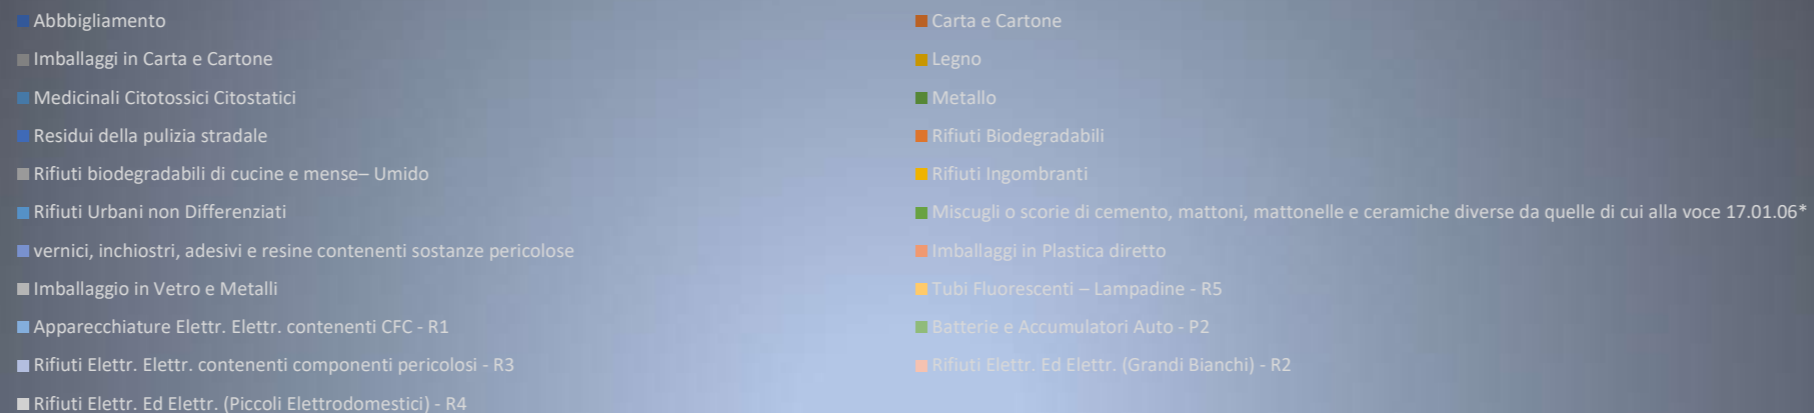 Abbbigliamento
Carta e Cartone
Imballaggi in Carta e Cartone
Legno
Medicinali Citotossici Citostatici
Metallo
Residui della pulizia stradale
Rifiuti Biodegradabili
Rifiuti biodegradabili di cucine e mense– Umido
Rifiuti Ingombranti
Rifiuti Urbani non Differenziati
Miscugli o scorie di cemento, mattoni, mattonelle e ceramiche diverse da quelle di cui alla voce 17.01.06*
vernici, inchiostri, adesivi e resine contenenti sostanze pericolose
Imballaggi in Plastica diretto
Imballaggio in Vetro e Metalli
Tubi Fluorescenti – Lampadine - R5
Apparecchiature Elettr. Elettr. contenenti CFC - R1
Batterie e Accumulatori Auto - P2
Rifiuti Elettr. Elettr. contenenti componenti pericolosi - R3
Rifiuti Elettr. Ed Elettr. (Grandi Bianchi) - R2
Rifiuti Elettr. Ed Elettr. (Piccoli Elettrodomestici) - R4